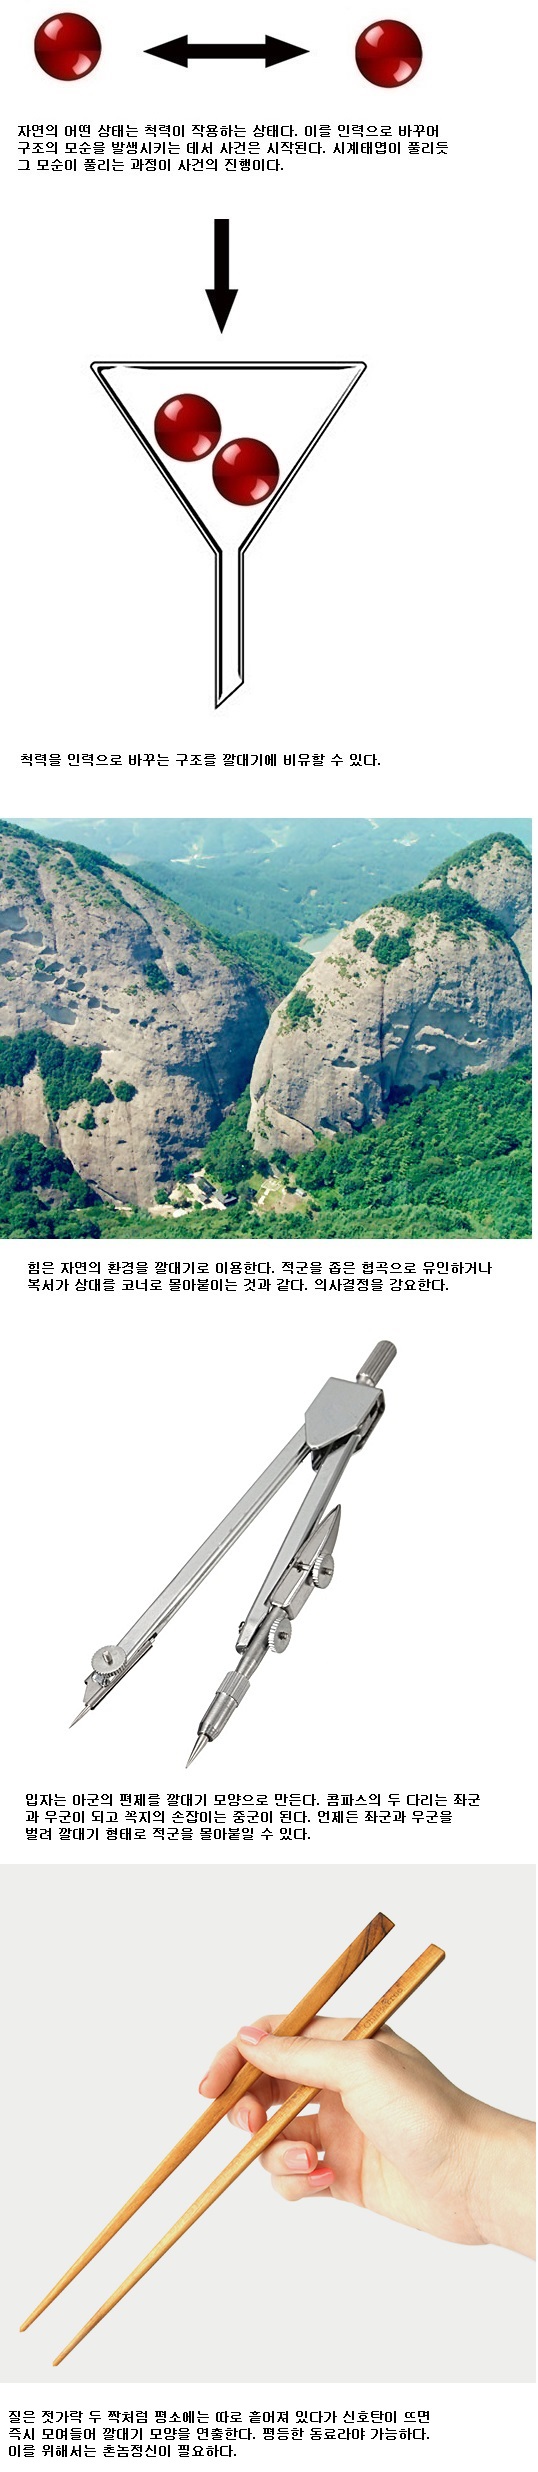 자연의 어떤 상태는 척력이 작용하는 상태다. 이를 인력으로 바꾸어
구조의 모순을 발생시키는 데서 사건은 시작된다. 시계태엽이 풀리듯
그 모순이 풀리는 과정이 사건의 진행이다.
척력을 인력으로 바꾸는 구조를 깔대기에 비유할 수 있다.
힘은 자연의 환경을 깔대기로 이용한다. 적군을 좁은 협곡으로 유인하거나
복서가 상대를 코너로 몰아붙이는 것과 같다. 의사결정을 강요한다.
입자는 아군의 편제를 깔대기 모양으로 만든다. 콤파스의 두 다리는 좌군
과 우군이 되고 꼭지의 손잡이는 중군이 된다. 언제든 좌군과 우군을
벌려 깔대기 형태로 적군을 몰아붙일 수 있다.
질은 젓가락 두 짝처럼 평소에는 따로 흩어져 있다가 신호탄이 뜨면
즉시 모여들어 깔대기 모양을 연출한다. 평등한 동료라야 가능하다.
이를 위해서는 촌놈정신이 필요하다.